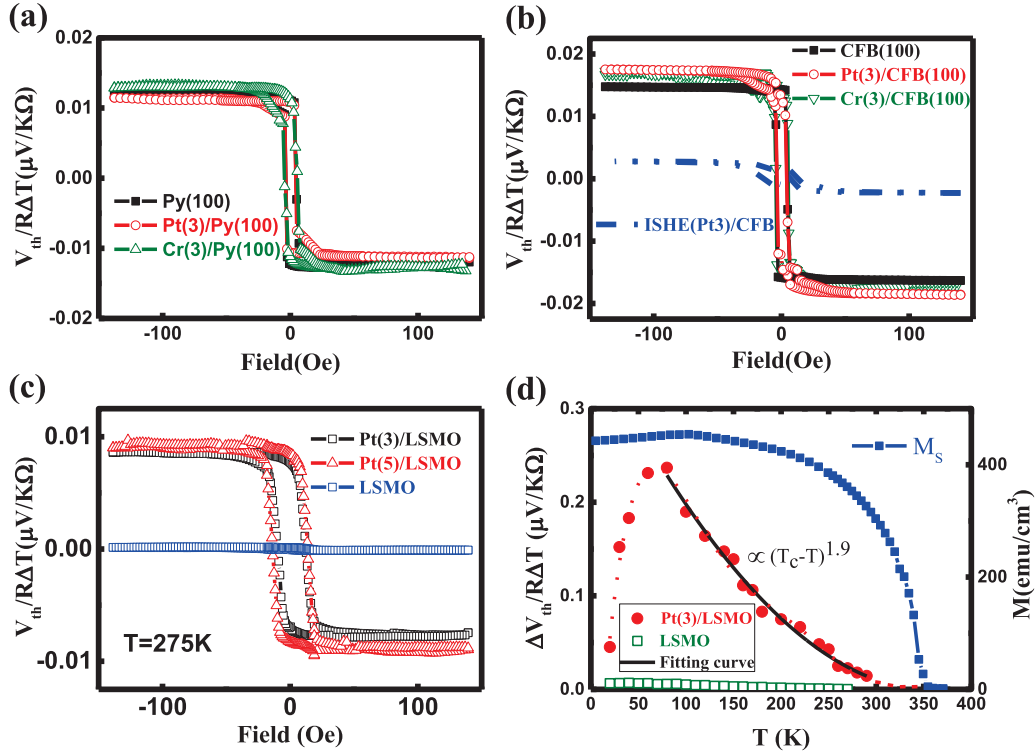 (a)
0.02
0.01
0.00
-0.01
-0.02
V_th/RΔT(μV/KΩ)
Py(100)
Pt(3)/Py(100)
Cr(3)/Py(100)
-100
0
100
Field(Oe)
(b)
0.02
0.01
0.00
-0.01
-0.02
V_th/RΔT(μV/KΩ)
CFB(100)
Pt(3)/CFB(100)
Cr(3)/CFB(100)
ISHE(Pt3)/CFB
-100
0
100
Field(Oe)
(c)
0.01
0.00
-0.01
V_th/RΔT(μV/KΩ)
Pt(3)/LSMO
Pt(5)/LSMO
LSMO
T=275K
-100
0
100
Field (Oe)
(d)
0.3
0.2
0.1
0.0
ΔV_th/RΔT (μV/KΩ)
M_S
∝ (T_C-T)^1.9
Pt(3)/LSMO
LSMO
Fitting curve
400
200
0
M(emu/cm³)
0
50
100
150
200
250
300
350
400
T (K)